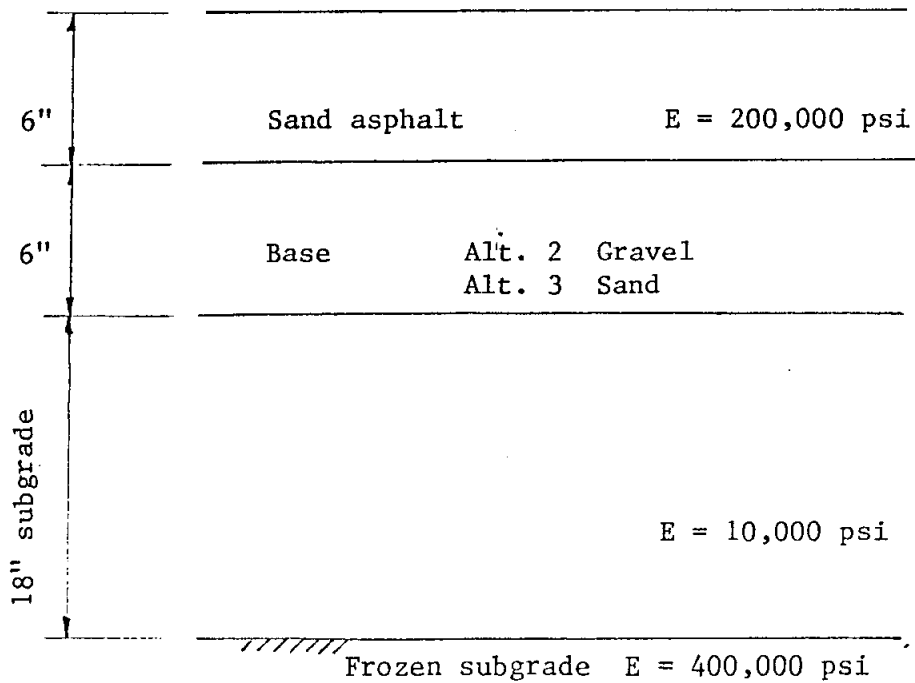 6" Sand asphalt E = 200,000 psi
6" Base Alt. 2 Gravel
Alt. 3 Sand
18" subgrade
E = 10,000 psi
Frozen subgrade E = 400,000 psi